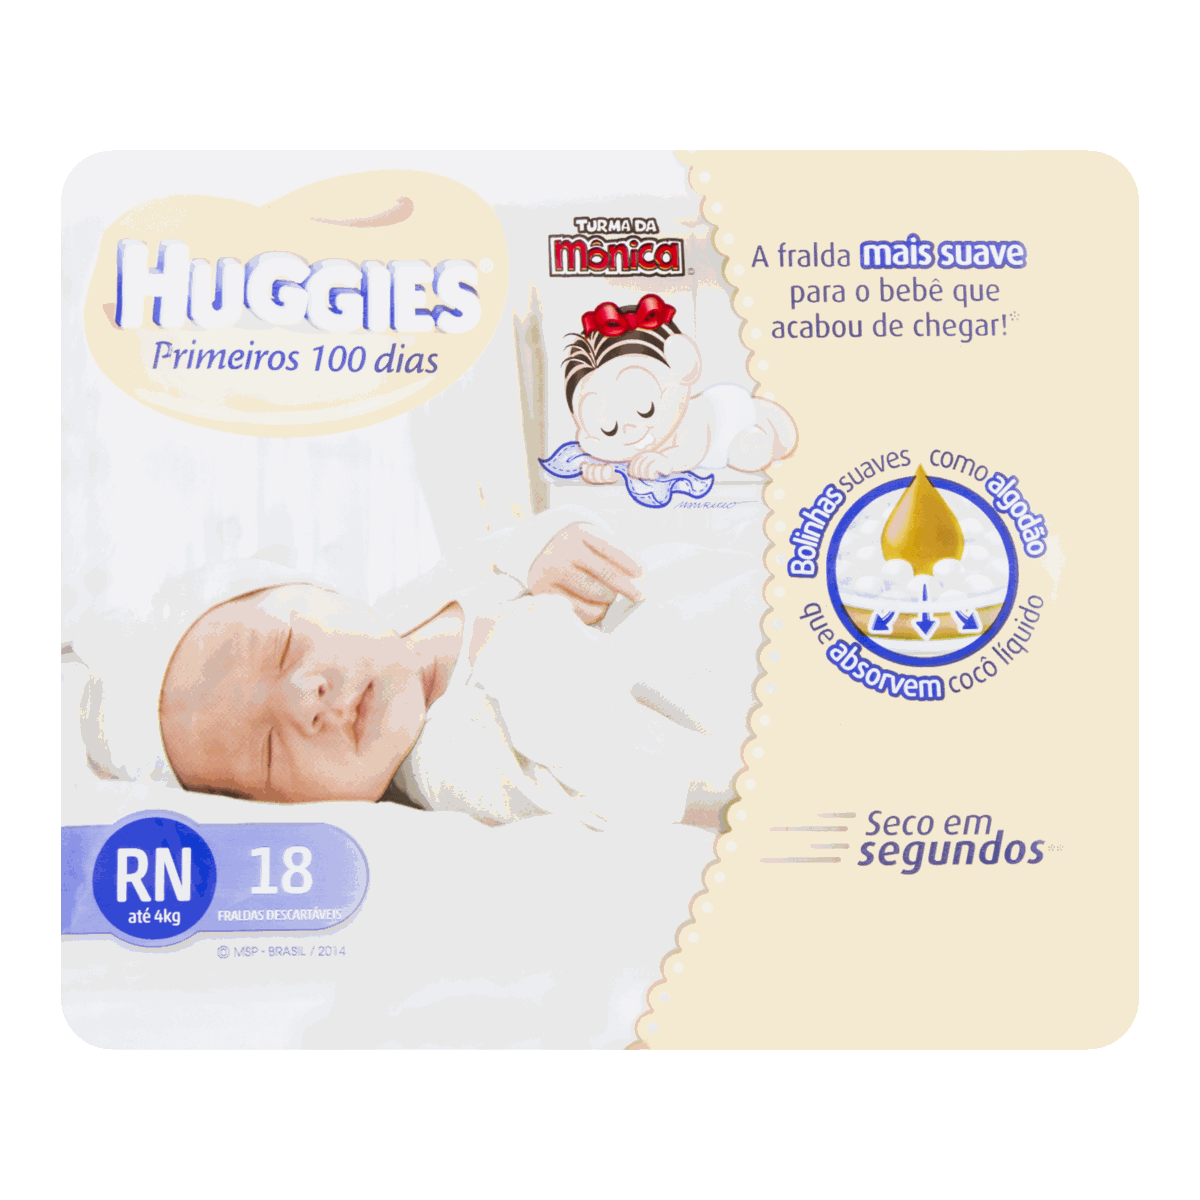 HUGGIES®
Primeiros 100 dias
TURMA DA
Mônica
A fralda mais suave
para o bebê que
acabou de chegar!*
Bolinhas suaves como algodão
que absorvem cocô líquido
Seco em
segundos**
RN
até 4kg
18
FRALDAS DESCARTÁVEIS
© MSP - BRASIL / 2014